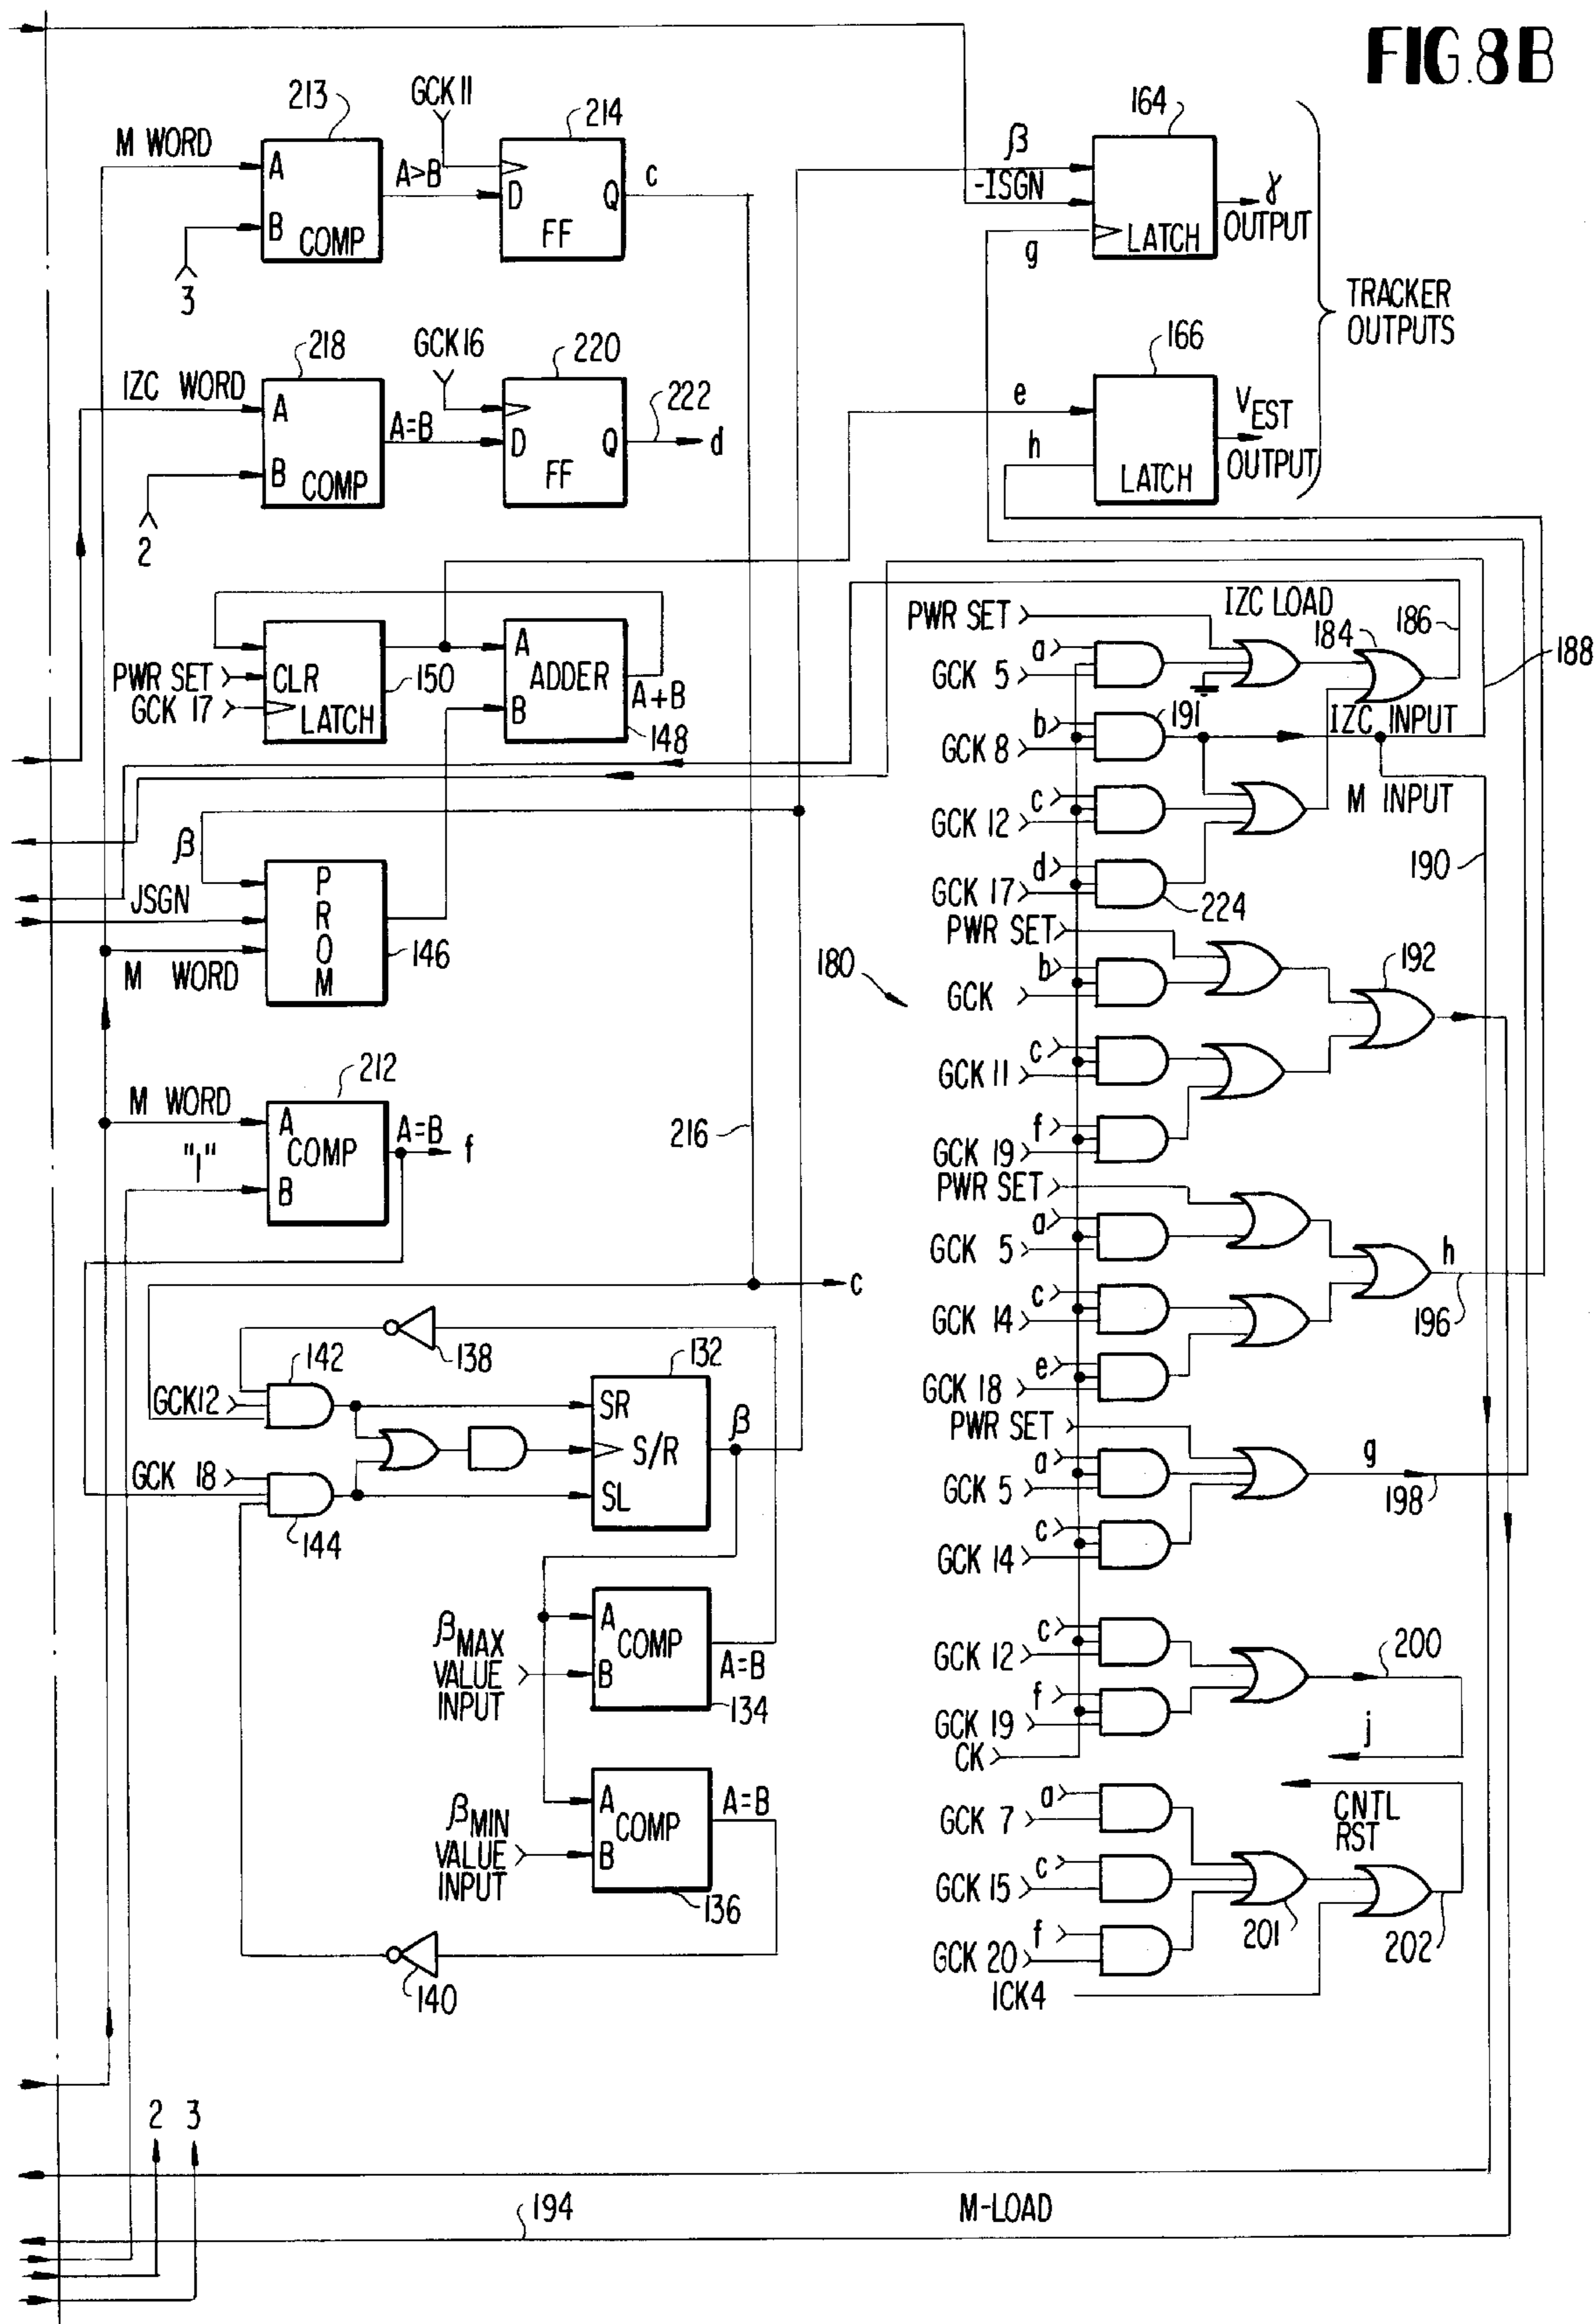 FIG.8B
213
GCK 11
214
M WORD
A
B
COMP
A>B
D
Q
FF
c
3
164
β
-ISGN
g
LATCH
γ
OUTPUT
TRACKER
OUTPUTS
218
GCK 16
220
IZC WORD
A
B
COMP
A=B
D
Q
FF
222
d
2
166
e
h
LATCH
VEST
OUTPUT
PWR SET
GCK 17
CLR
LATCH
150
A
ADDER
B
A+B
148
β
JSGN
M WORD
P
R
O
M
146
212
M WORD
"1"
A
COMP
B
A=B
f
216
c
138
142
GCK12
GCK 18
144
132
SR
S/R
SL
β
βMAX
VALUE
INPUT
A
COMP
B
A=B
134
βMIN
VALUE
INPUT
A
COMP
B
A=B
136
140
180
PWR SET
a
GCK 5
IZC LOAD
184
186
188
b
GCK 8
191
IZC INPUT
c
GCK 12
M INPUT
190
d
GCK 17
224
PWR SET
b
GCK
192
c
GCK 11
f
GCK 19
PWR SET
a
GCK 5
h
196
c
GCK 14
e
GCK 18
PWR SET
a
GCK 5
g
198
c
GCK 14
c
GCK 12
200
f
GCK 19
CK
j
a
GCK 7
CNTL
RST
c
GCK 15
201
202
f
GCK 20
1CK4
2 3
194
M-LOAD